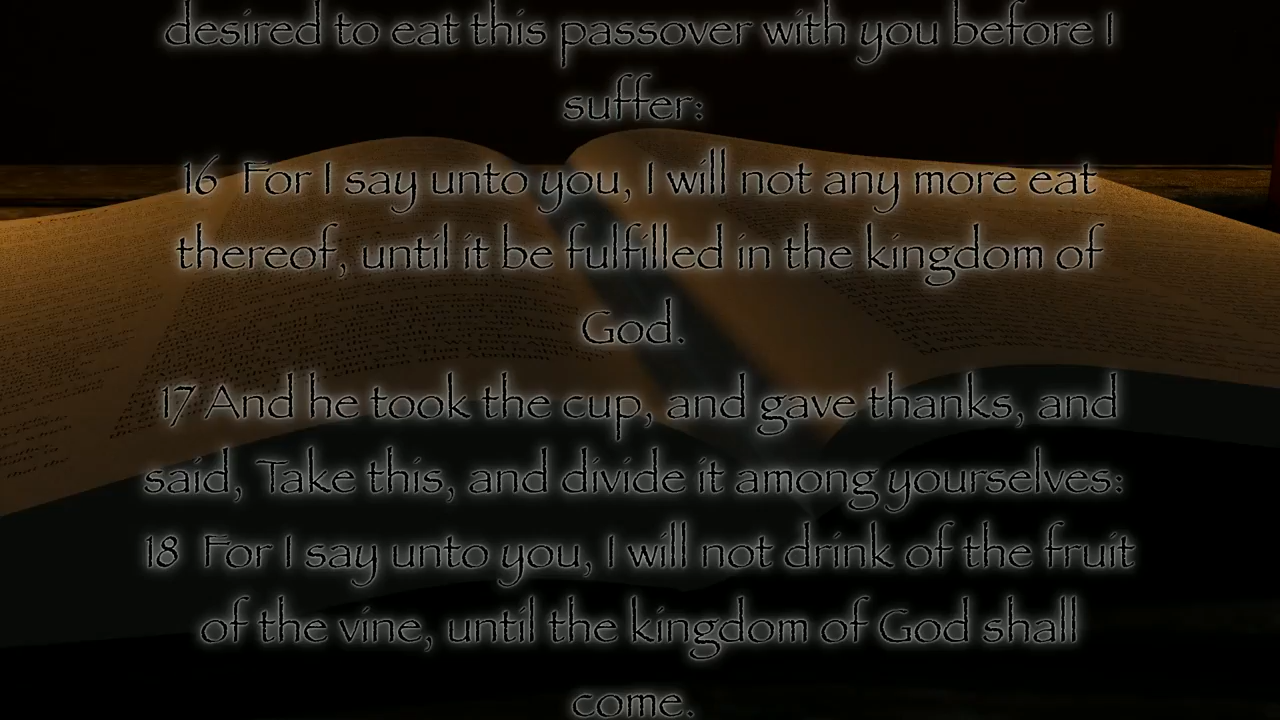 desired to eat this passover with you before I
suffer:
16 For I say unto you, I will not any more eat
thereof, until it be fulfilled in the kingdom of
God.
17 And he took the cup, and gave thanks, and
said, Take this, and divide it among yourselves:
18 For I say unto you, I will not drink of the fruit
of the vine, until the kingdom of God shall
come.